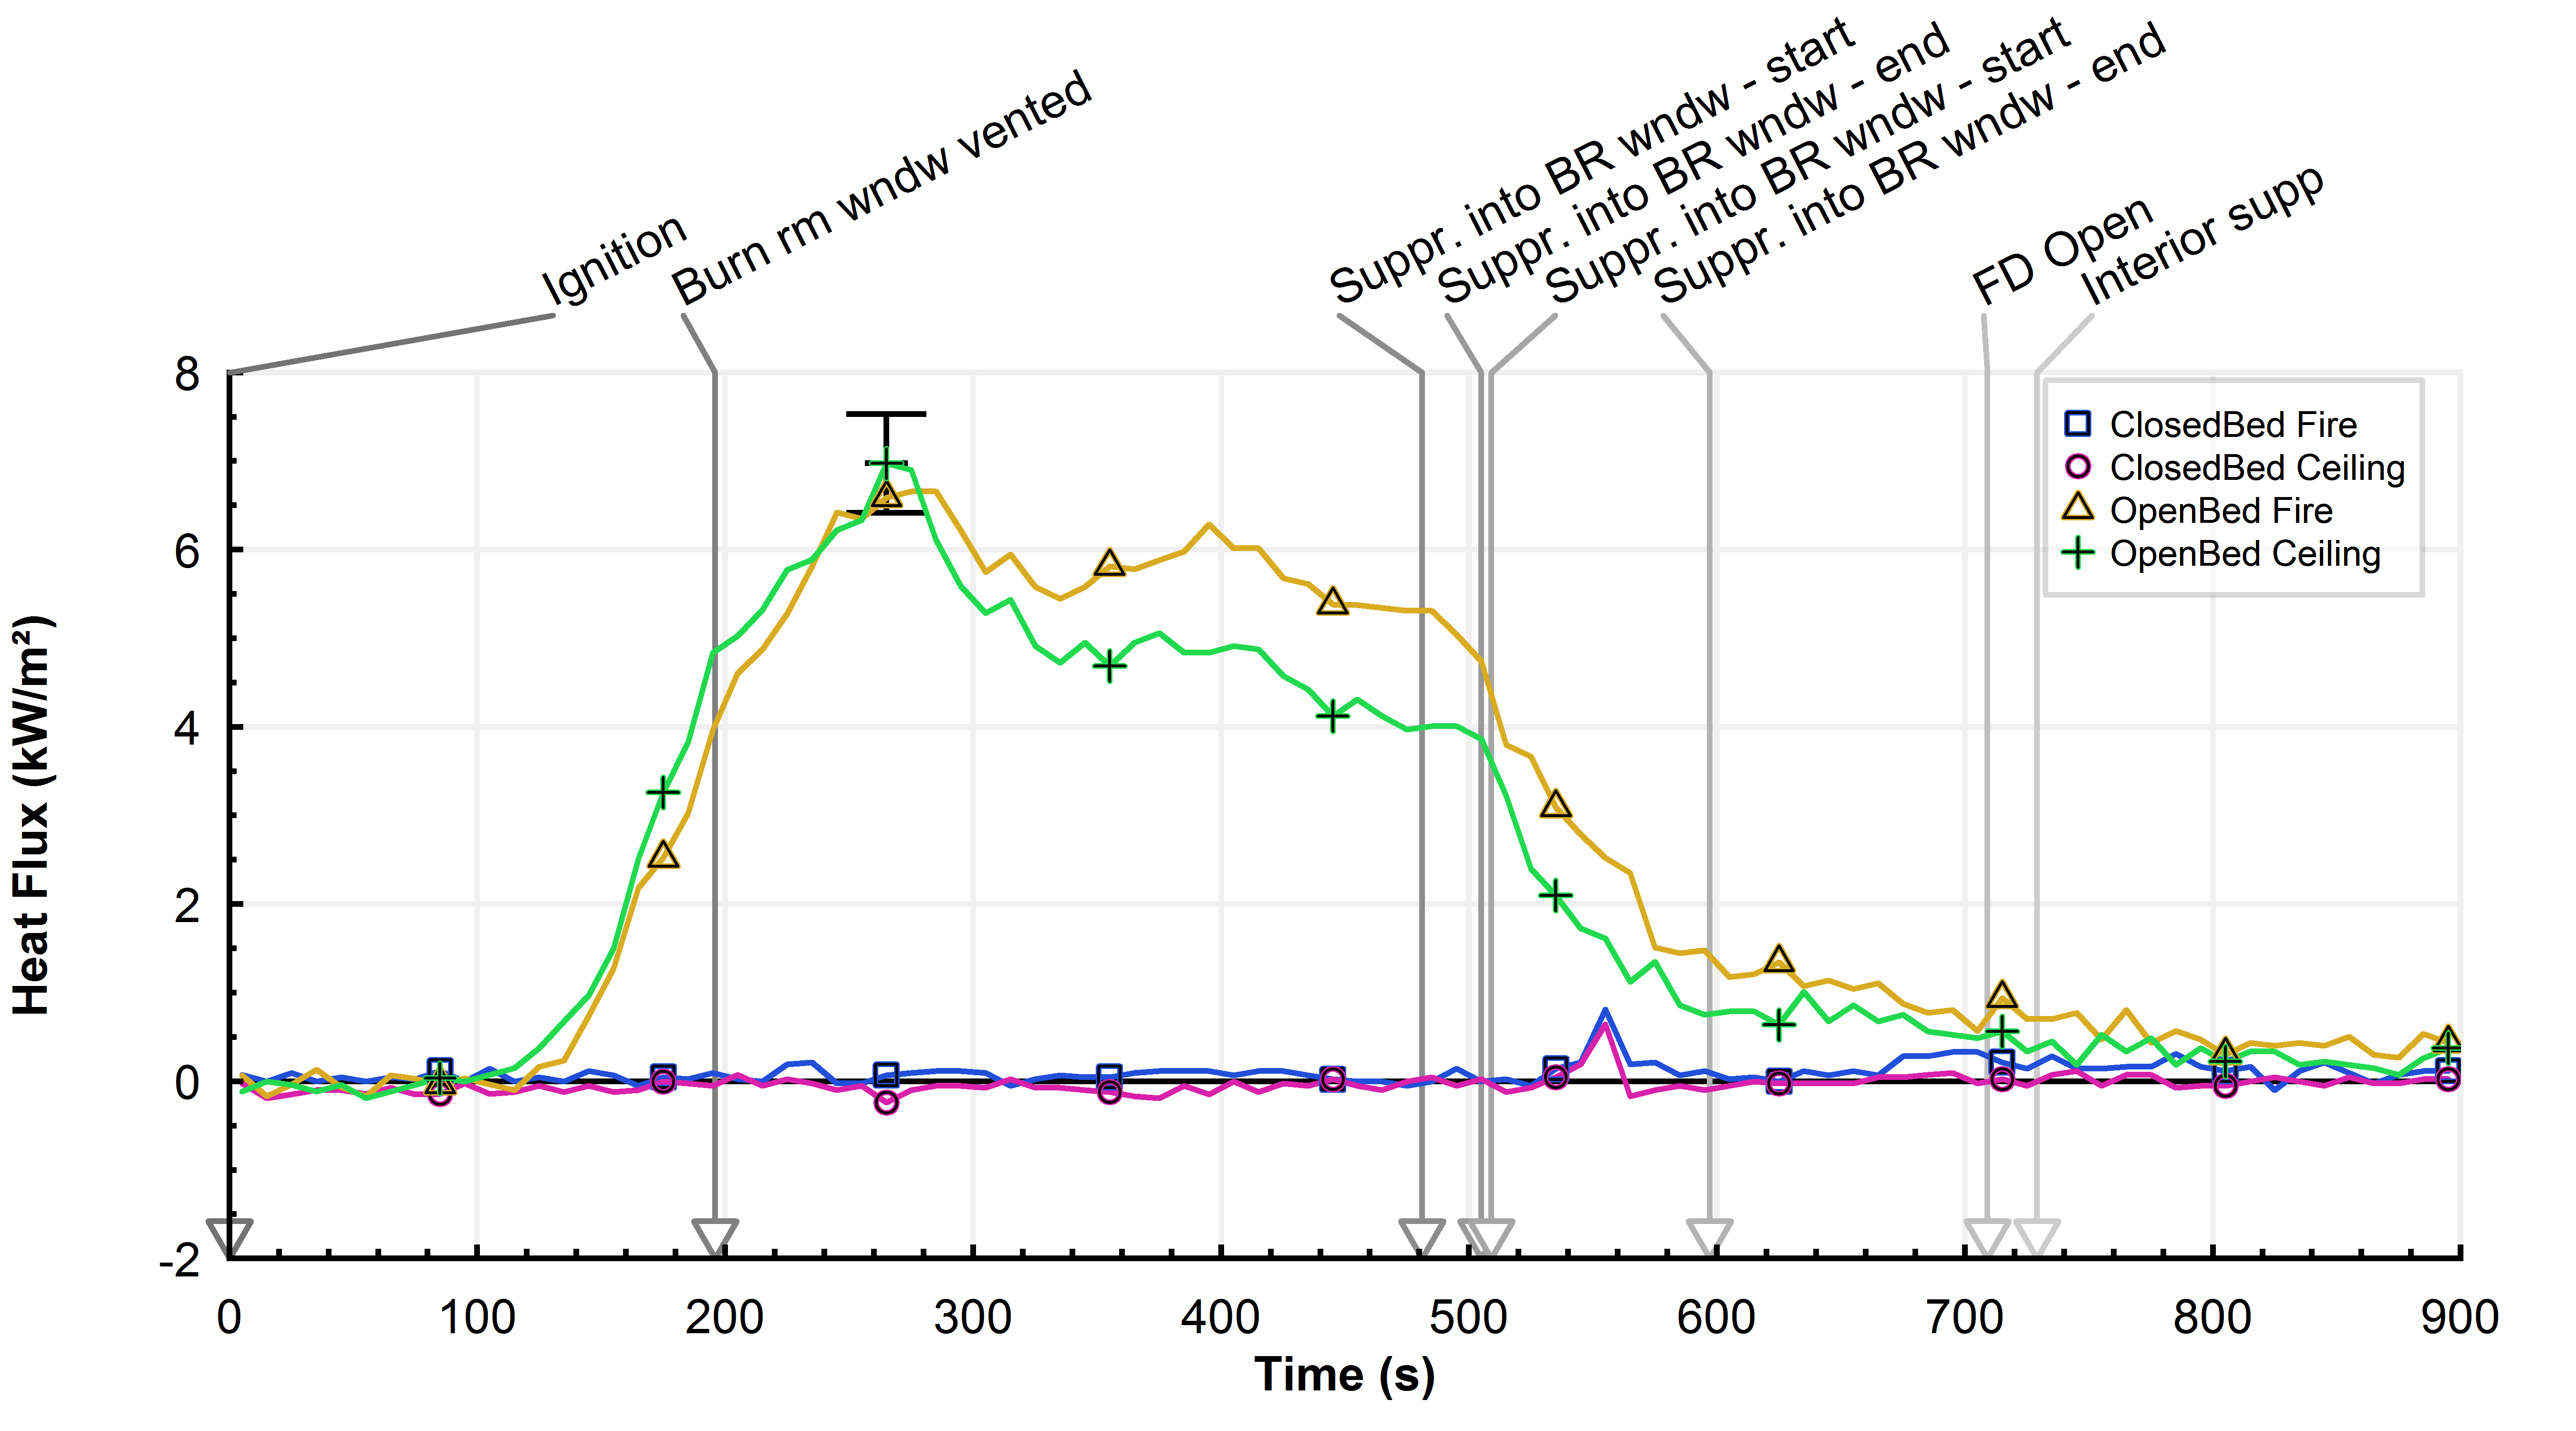 Ignition
Burn rm wndw vented
Suppr. into BR wndw - start
Suppr. into BR wndw - end
Suppr. into BR wndw - start
Suppr. into BR wndw - end
FD Open
Interior supp
ClosedBed Fire
ClosedBed Ceiling
OpenBed Fire
OpenBed Ceiling
Heat Flux (kW/m²)
8
6
4
2
0
-2
0 100 200 300 400 500 600 700 800 900
Time (s)